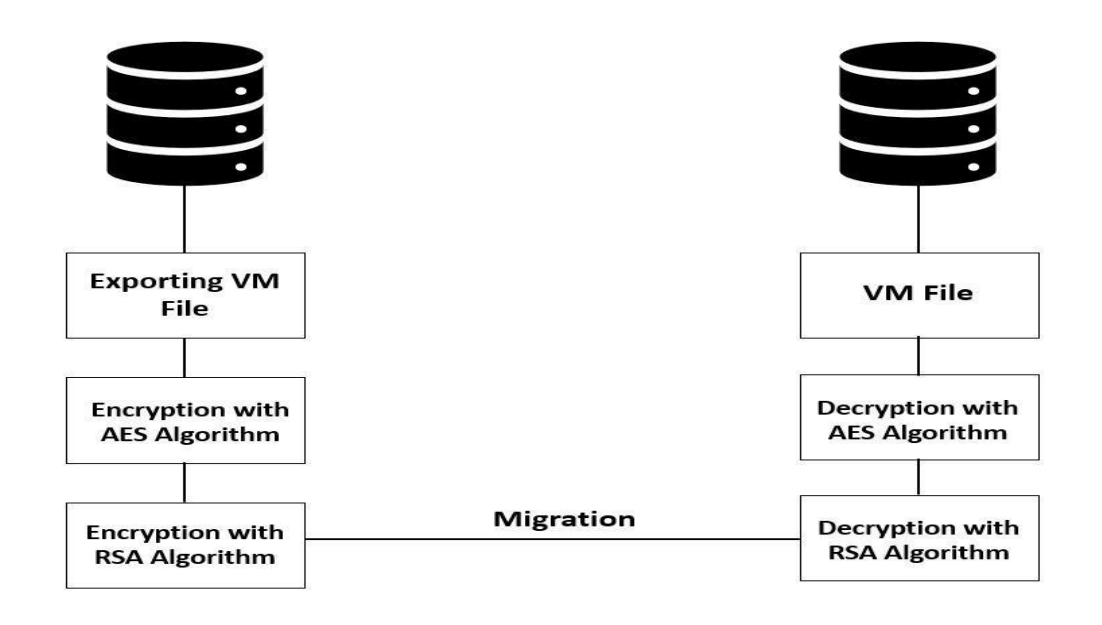 Exporting VM
File
Encryption with
AES Algorithm
Encryption with
RSA Algorithm
Migration
VM File
Decryption with
AES Algorithm
Decryption with
RSA Algorithm